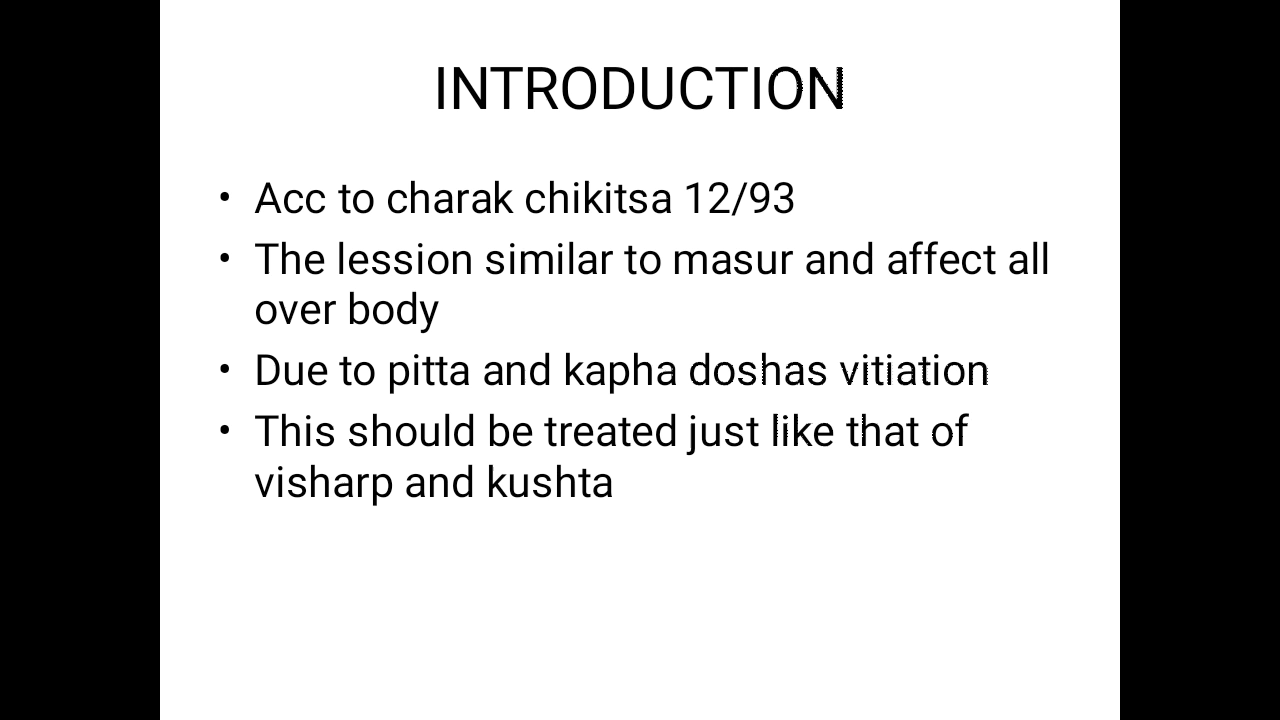 INTRODUCTION
• Acc to charak chikitsa 12/93
• The lession similar to masur and affect all
over body
• Due to pitta and kapha doshas vitiation
• This should be treated just like that of
visharp and kushta